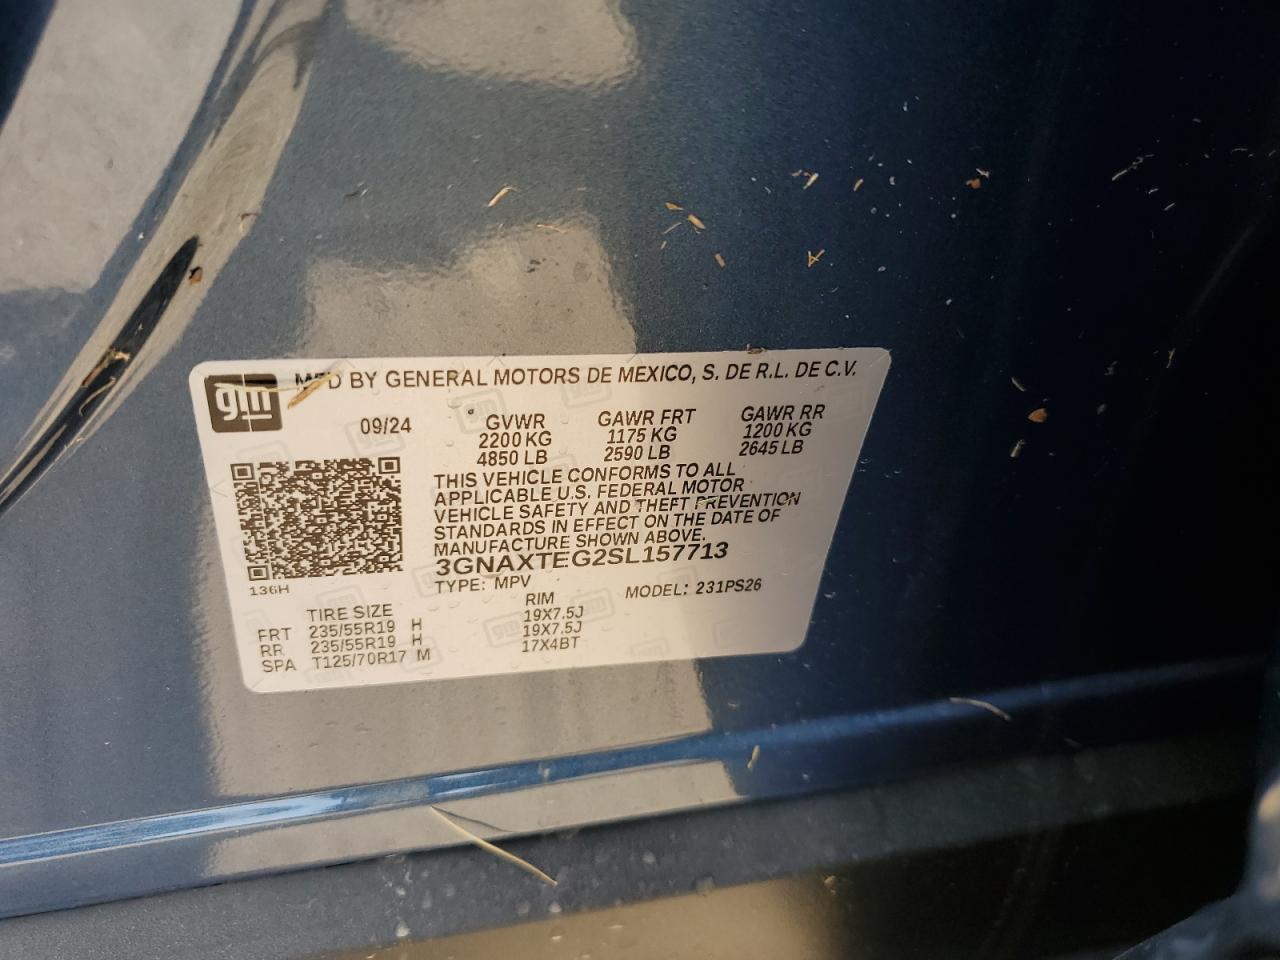 gm
MFD BY GENERAL MOTORS DE MEXICO, S. DE R.L. DE C.V.
09/24 GVWR GAWR FRT GAWR RR
2200 KG 1175 KG 1200 KG
4850 LB 2590 LB 2645 LB
THIS VEHICLE CONFORMS TO ALL
APPLICABLE U.S. FEDERAL MOTOR
VEHICLE SAFETY AND THEFT PREVENTION
STANDARDS IN EFFECT ON THE DATE OF
MANUFACTURE SHOWN ABOVE.
3GNAXTEG2SL157713
136H
TYPE: MPV MODEL: 231PS26
TIRE SIZE RIM
FRT 235/55R19 H 19X7.5J
RR 235/55R19 H 19X7.5J
SPA T125/70R17 M 17X4BT